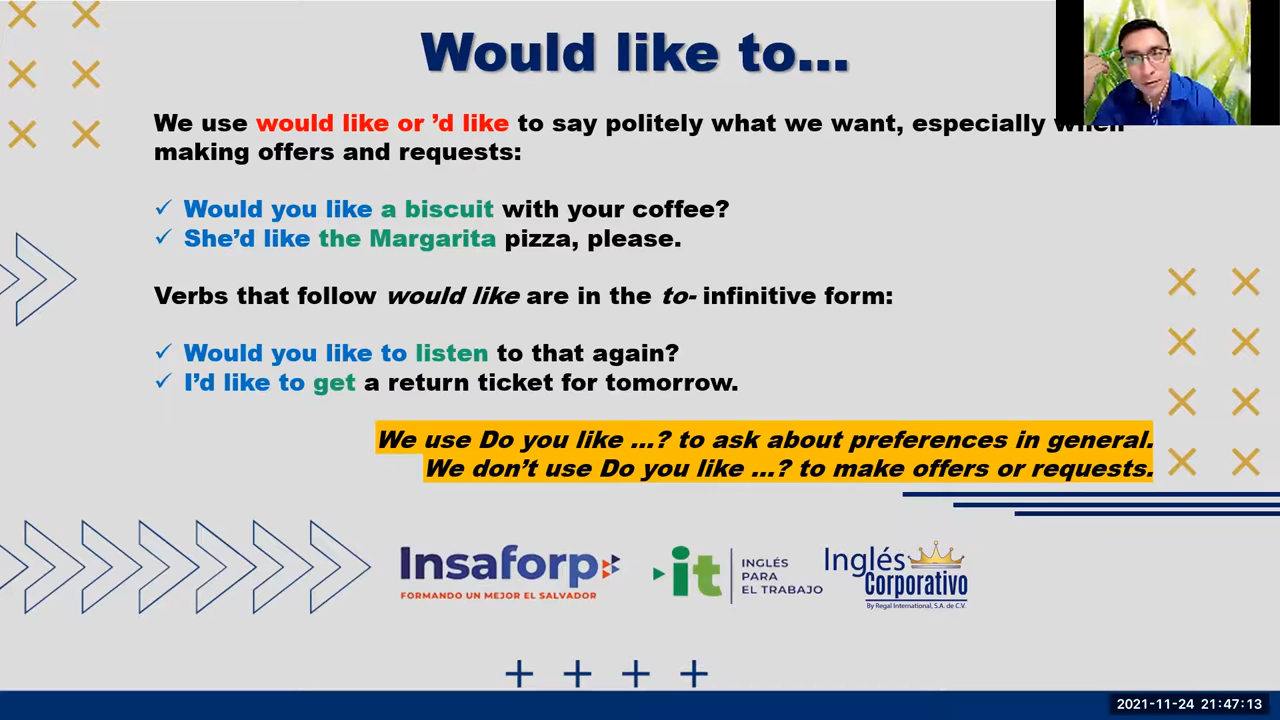 Would like to...
We use would like or ’d like to say politely what we want, especially when
making offers and requests:
✓ Would you like a biscuit with your coffee?
✓ She’d like the Margarita pizza, please.
Verbs that follow would like are in the to- infinitive form:
✓ Would you like to listen to that again?
✓ I’d like to get a return ticket for tomorrow.
We use Do you like ...? to ask about preferences in general.
We don’t use Do you like ...? to make offers or requests.
Insaforp
FORMANDO UN MEJOR EL SALVADOR
it
INGLÉS
PARA
EL TRABAJO
Inglés
Corporativo
By Regal International, S.A. de C.V.
2021-11-24 21:47:13